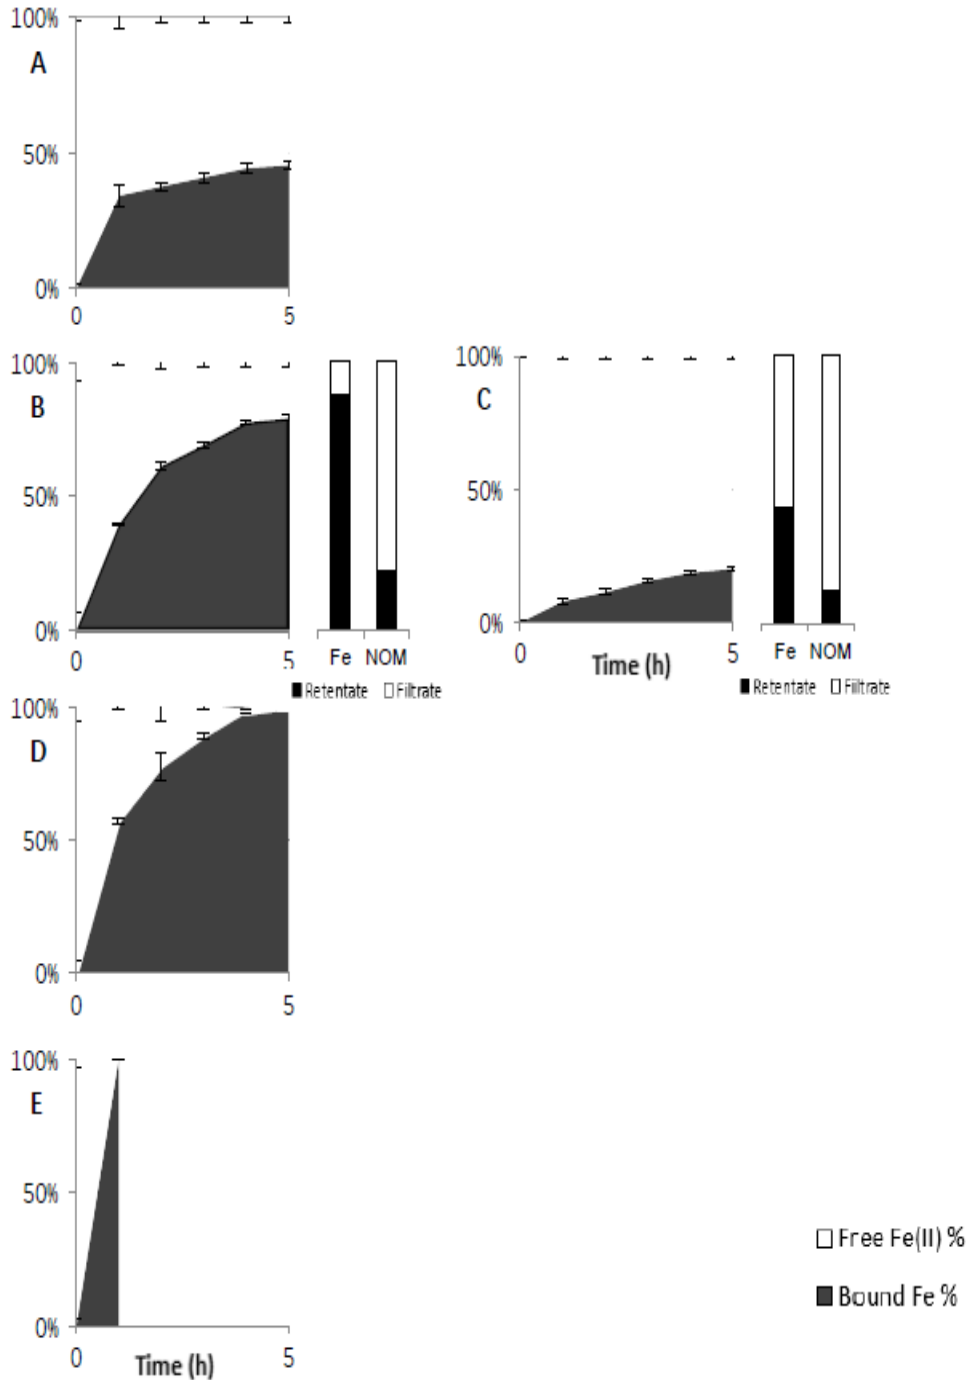 100%
A
50%
0%
0 5
100%
B
50%
0%
0 5
Fe NOM
Retentate Filtrate
100%
C
50%
0%
0 Time (h) 5
Fe NOM
Retentate Filtrate
100%
D
50%
0%
0 5
100%
E
50%
0%
0 Time (h) 5
Free Fe(II) %
Bound Fe %